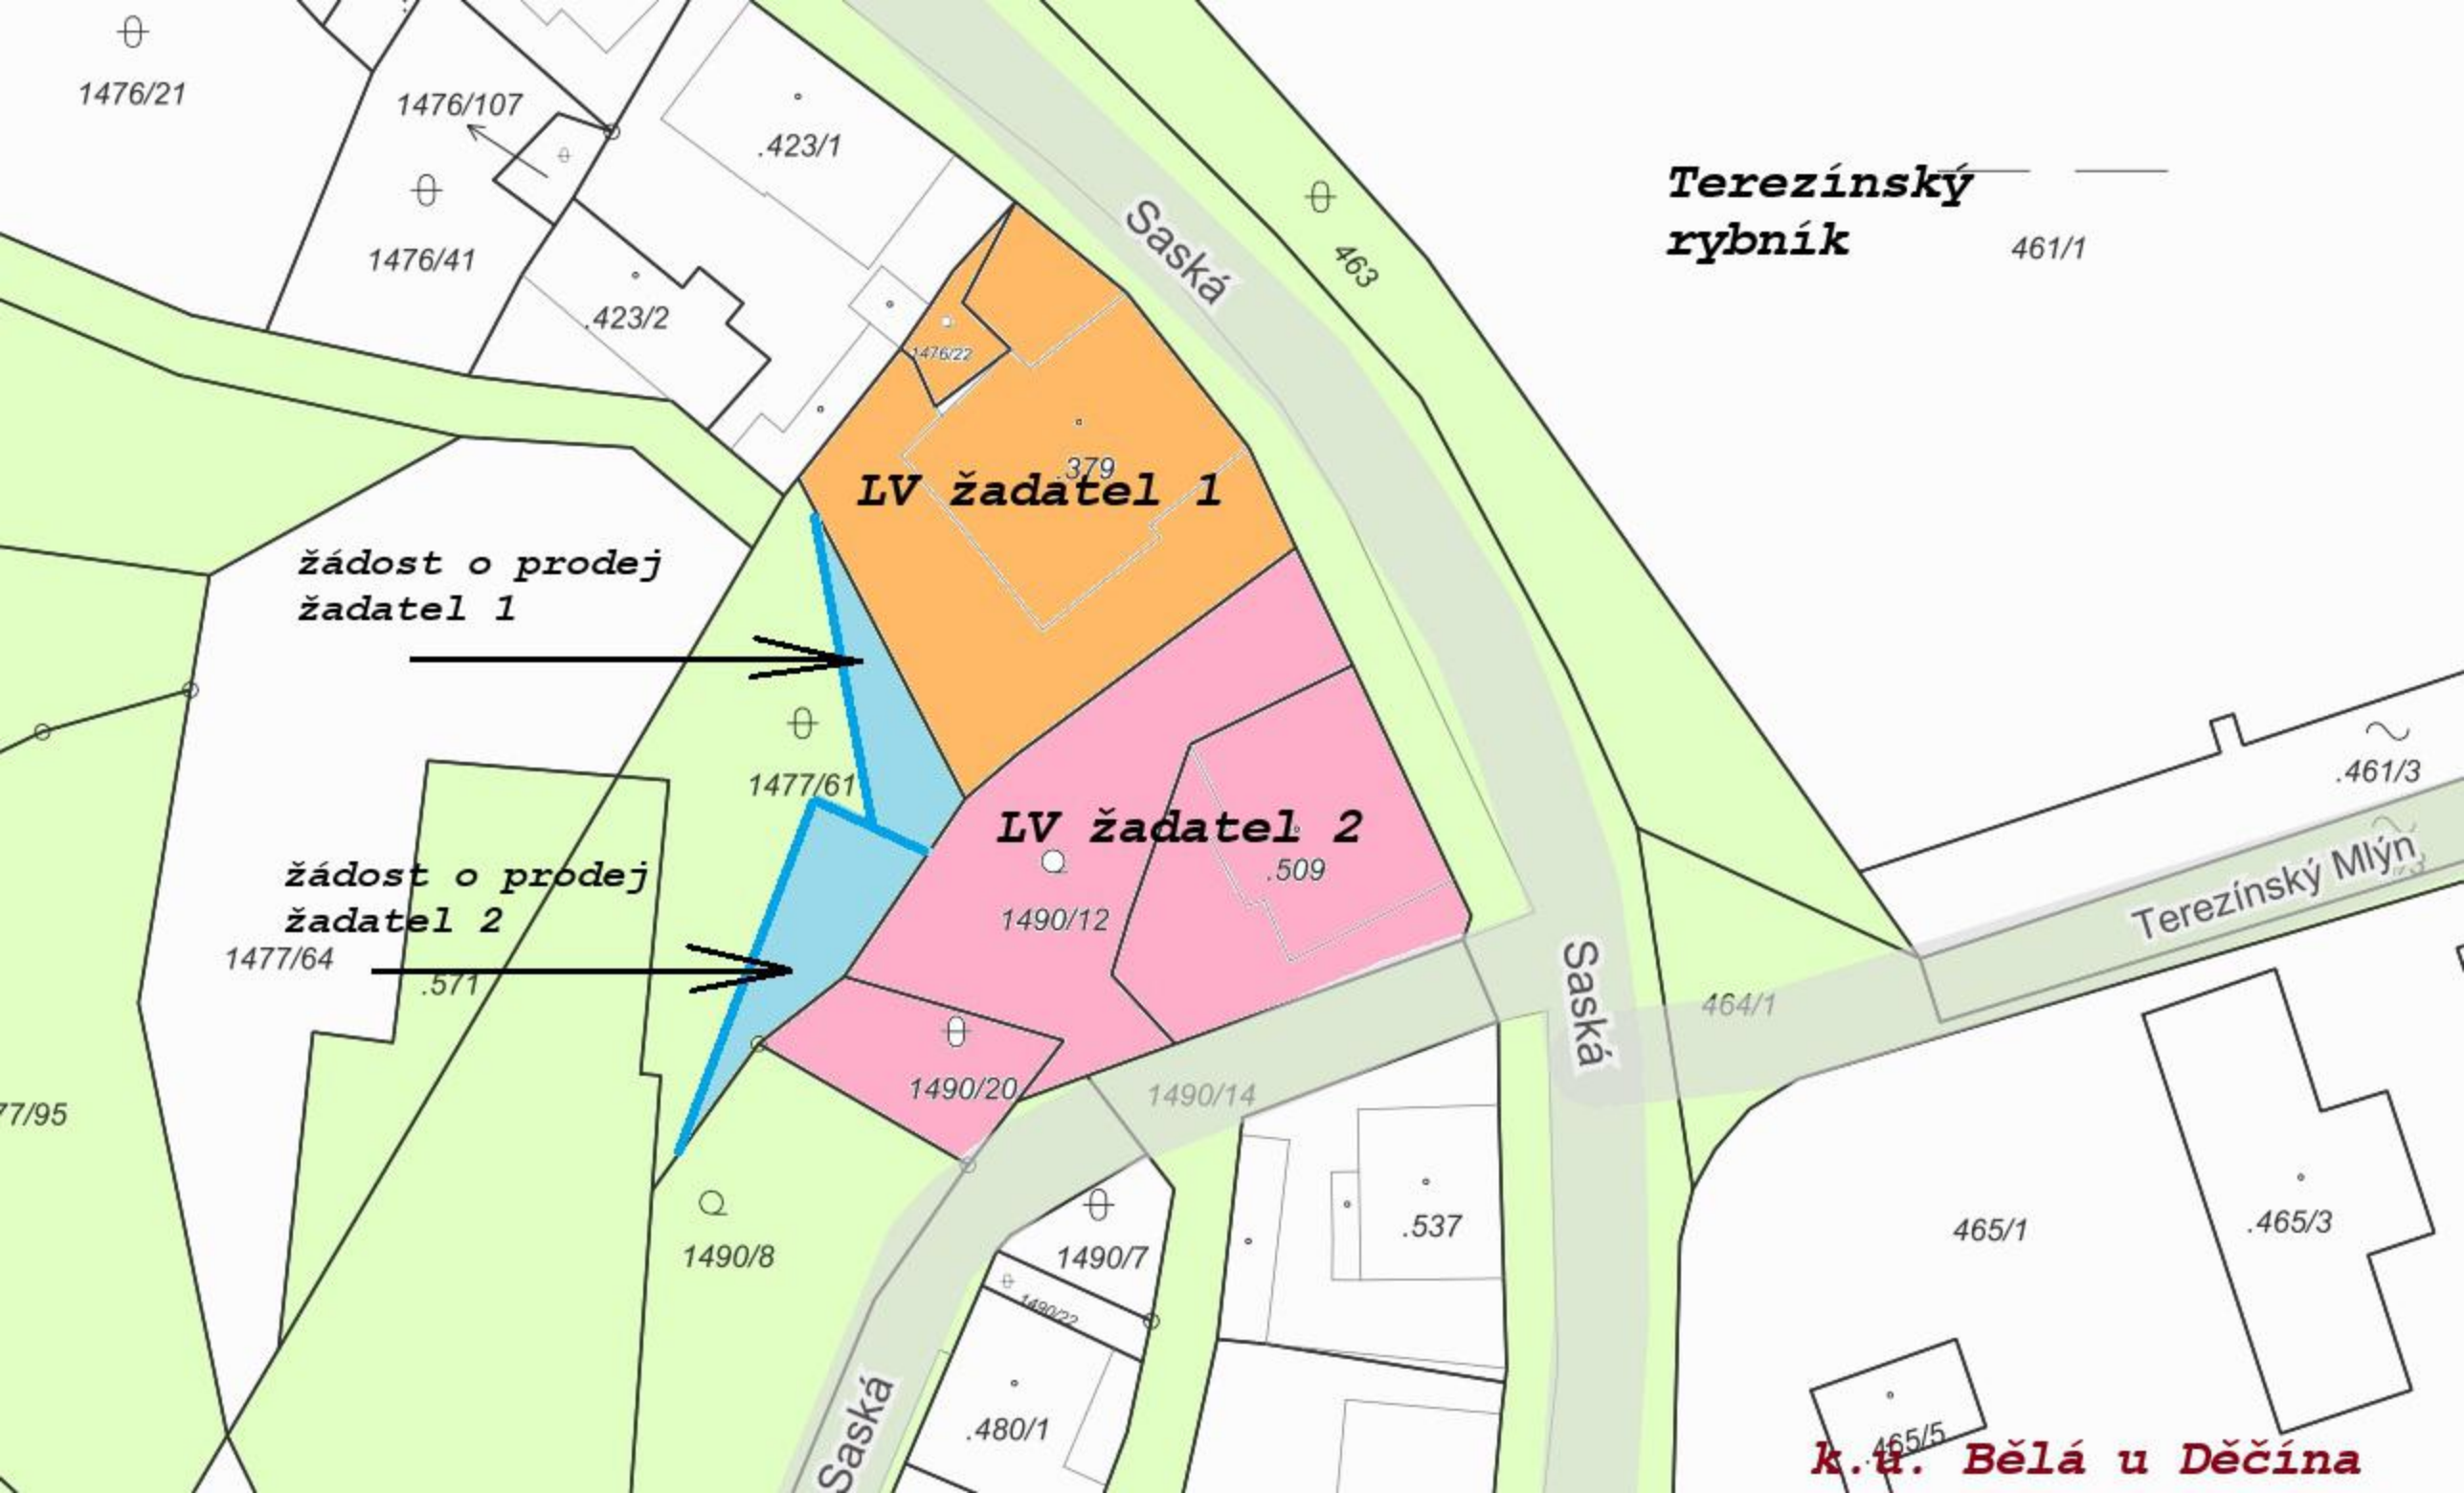 1476/21
1476/107
.423/1
1476/41
.423/2
Saská
463
Terezínský
rybník
461/1
1476/22
.379
LV žadatel 1
žádost o prodej
žadatel 1
1477/61
.461/3
LV žadatel 2
.509
1490/12
Terezínský Mlýn
žádost o prodej
žadatel 2
1477/64
.571
Saská
464/1
1490/20
1490/14
77/95
1490/8
1490/7
.537
465/1
.465/3
1490/22
.480/1
Saská
.465/5
k.ú. Bělá u Děčína